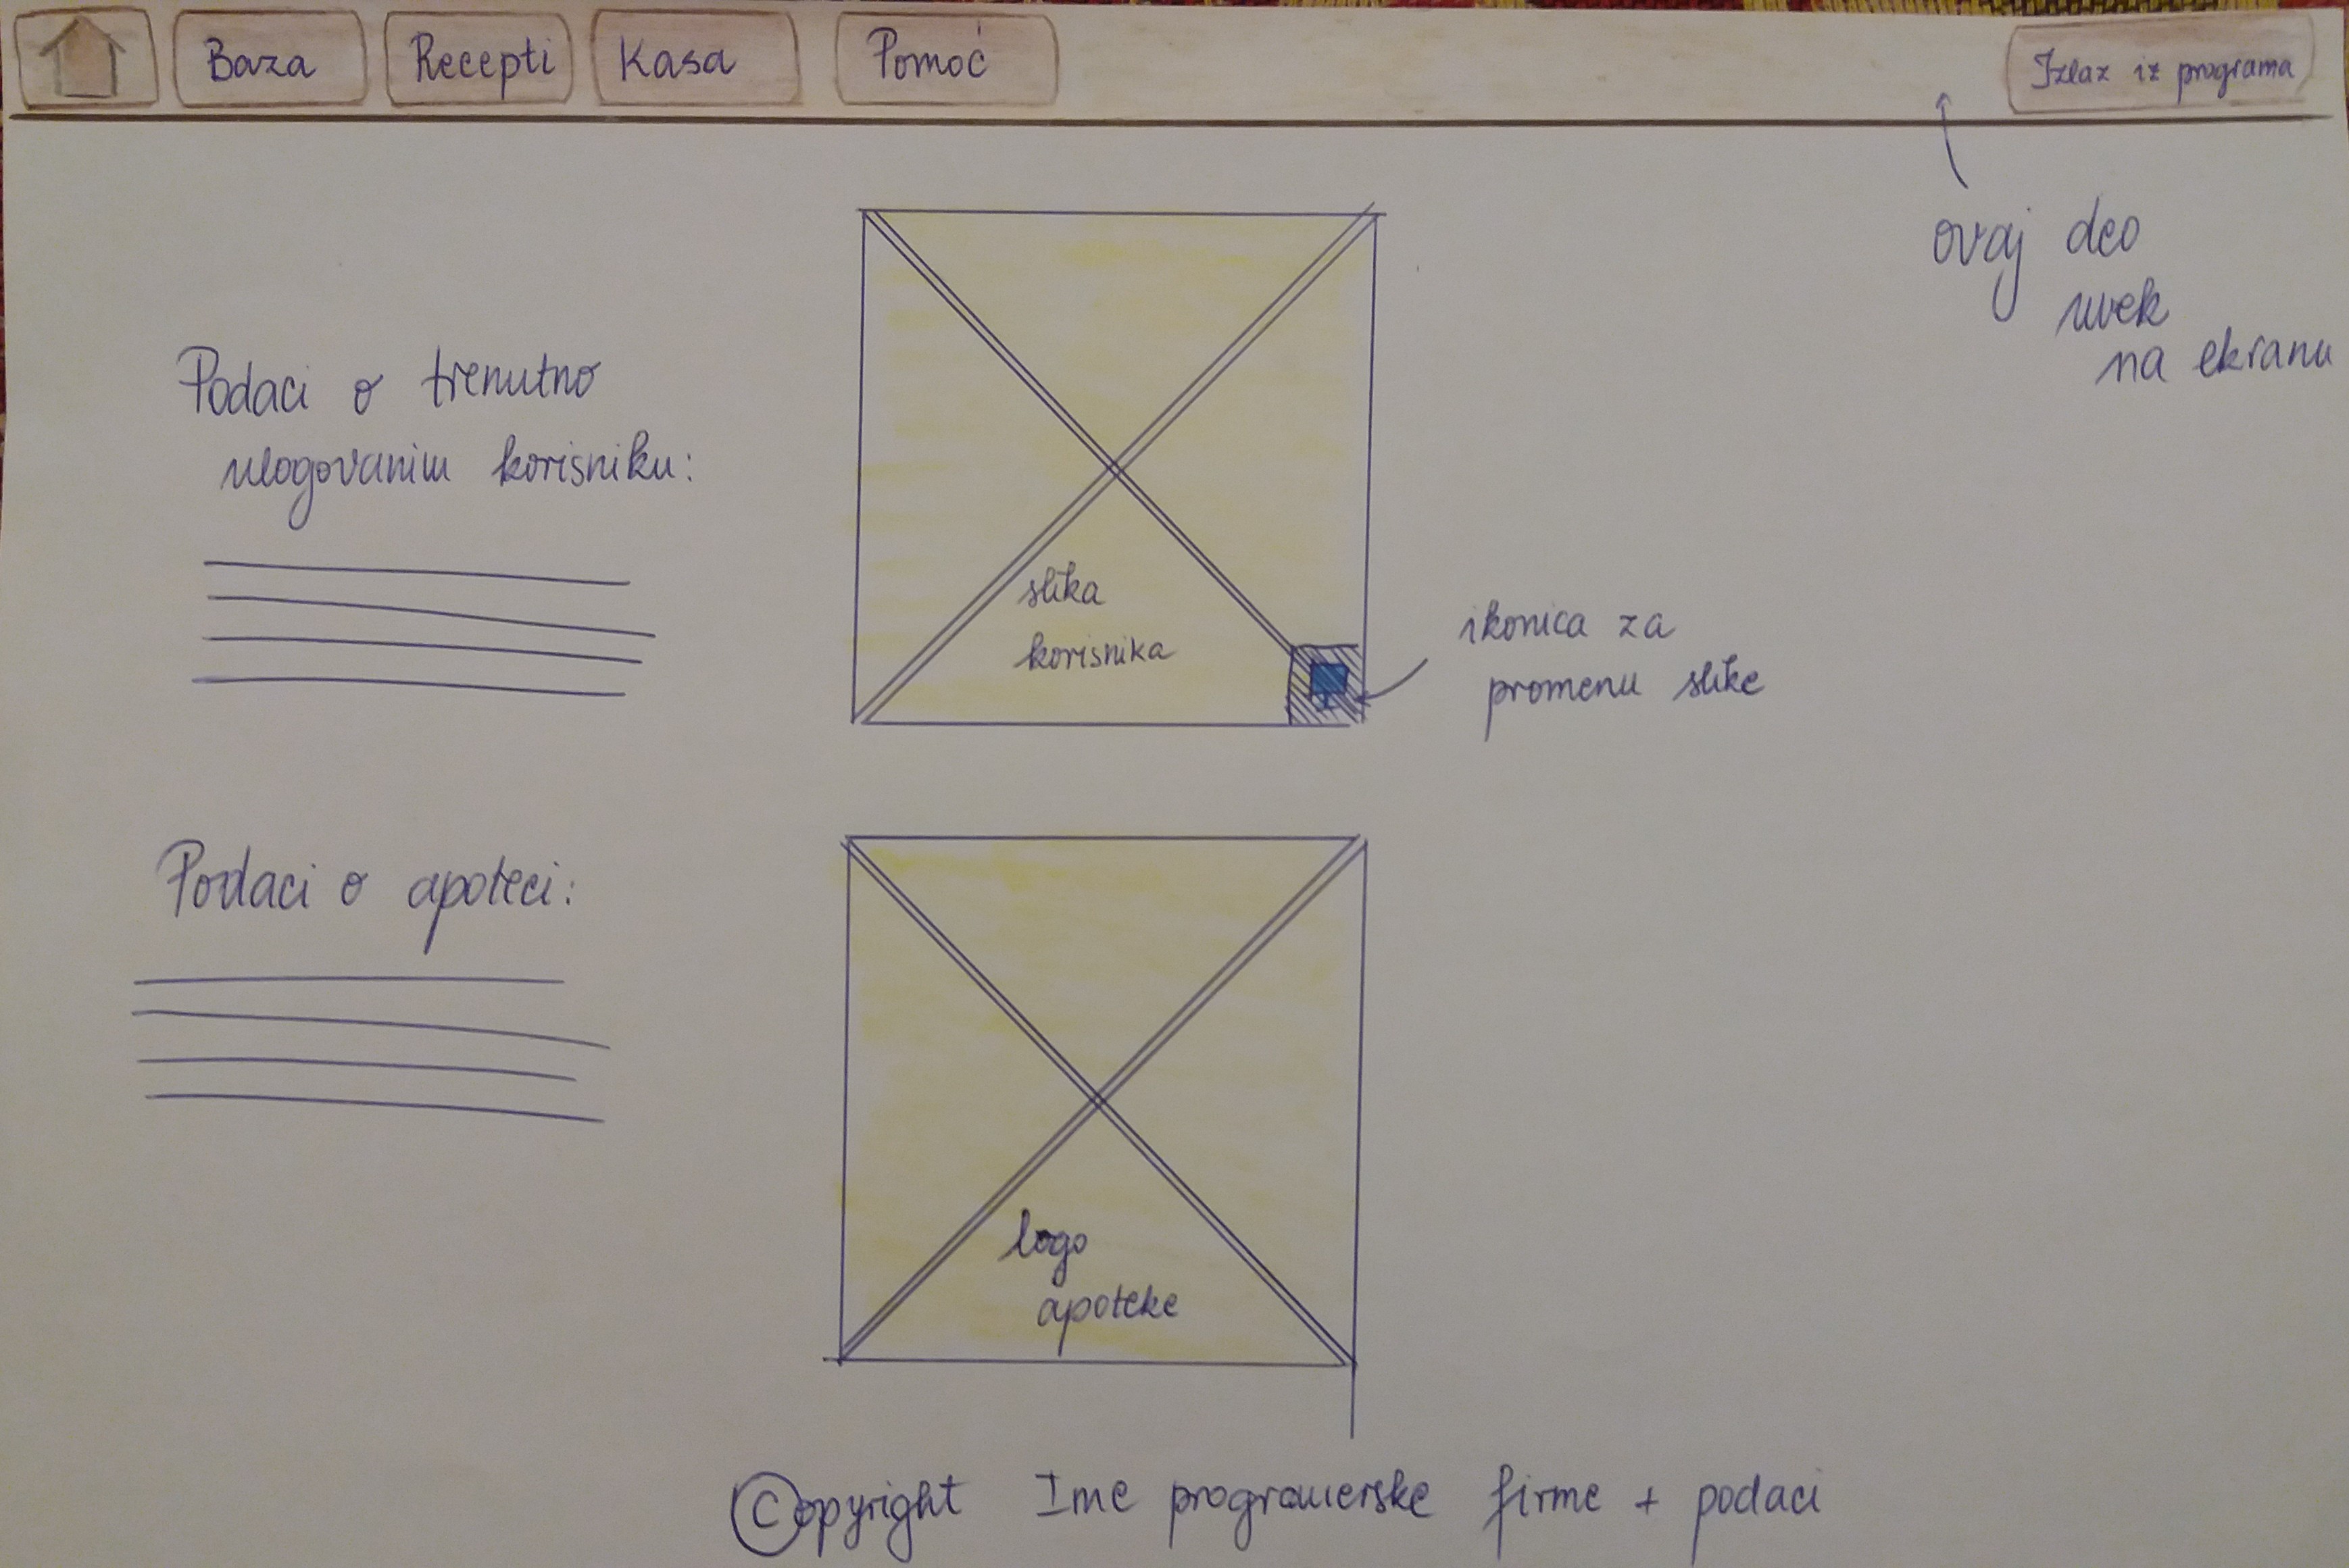 Baza Recepti Kasa Pomoć Izlaz iz programa
ovaj deo
uvek
na ekranu
Podaci o trenutno
ulogovanim korisniku:
slika
korisnika
ikonica za
promenu slike
Podaci o apoteci:
logo
apoteke
©opyright Ime programerske firme + podaci